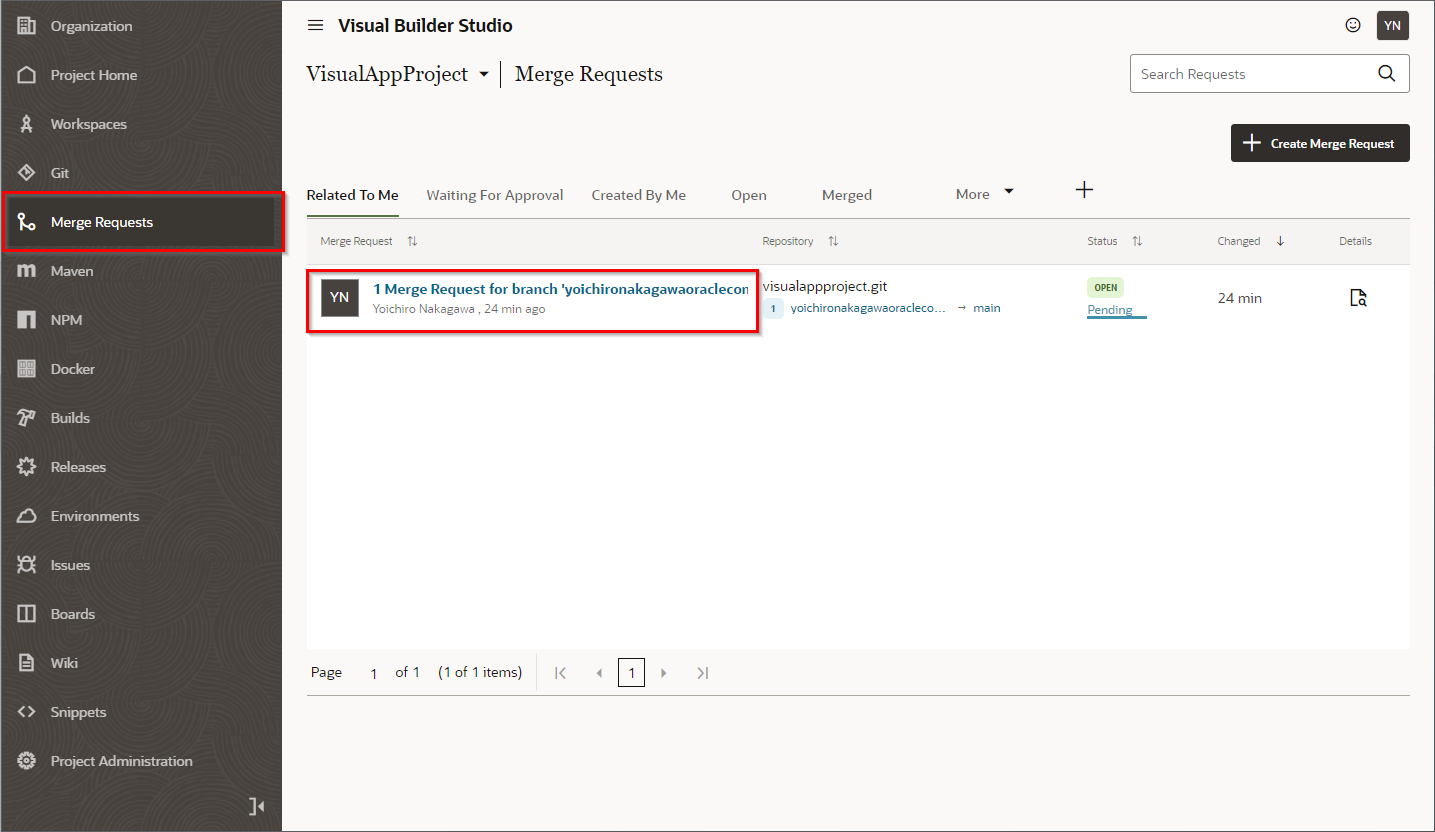 Organization
Project Home
Workspaces
Git
Merge Requests
Maven
NPM
Docker
Builds
Releases
Environments
Issues
Boards
Wiki
Snippets
Project Administration
Visual Builder Studio
YN
VisualAppProject
Merge Requests
Search Requests
Create Merge Request
Related To Me Waiting For Approval Created By Me Open Merged More
Merge Request Repository Status Changed Details
YN
1 Merge Request for branch 'yoichironakagawaoraclecom
Yoichiro Nakagawa , 24 min ago
visualappproject.git
1 yoichironakagawaoracleco... → main
OPEN
Pending
24 min
Page 1 of 1 (1 of 1 items) 1